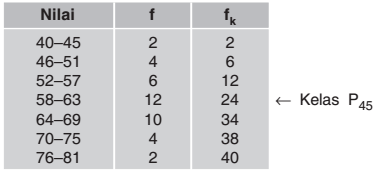 Nilai f fk
40–45 2 2
46–51 4 6
52–57 6 12
58–63 12 24 ← Kelas P45
64–69 10 34
70–75 4 38
76–81 2 40